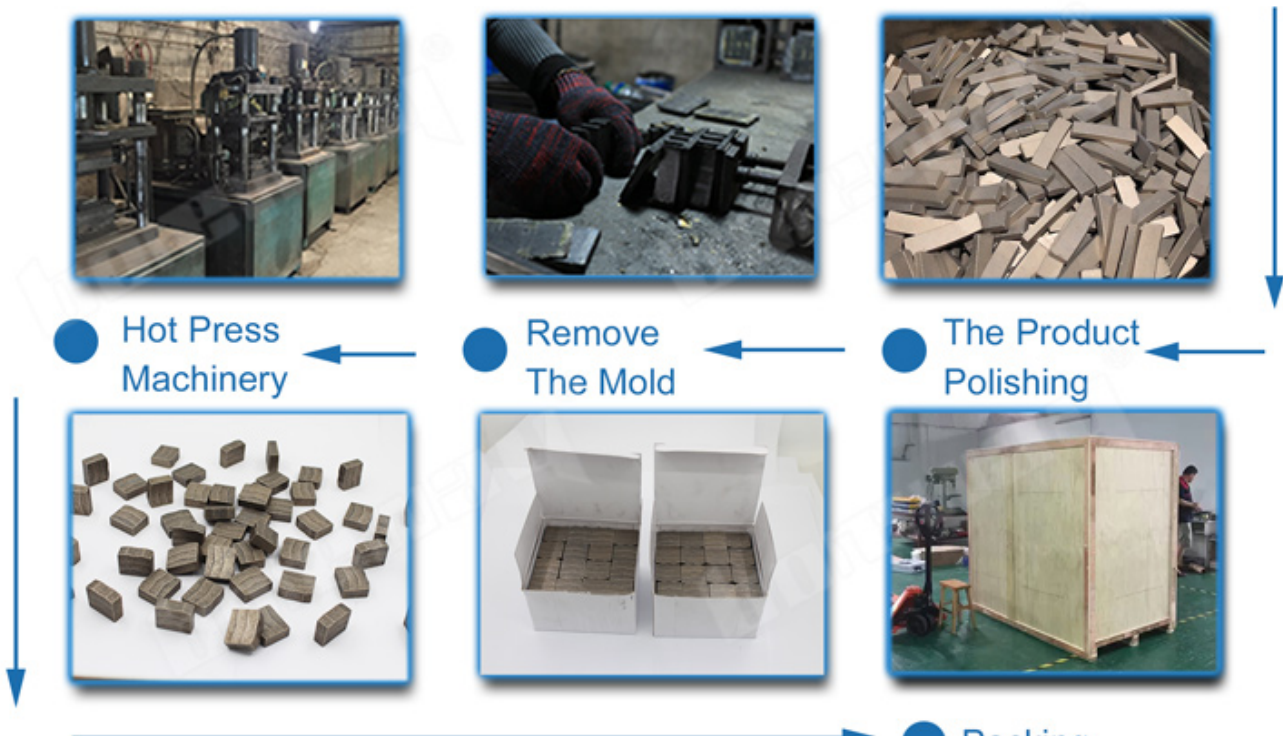 Hot Press
Machinery
Remove
The Mold
The Product
Polishing